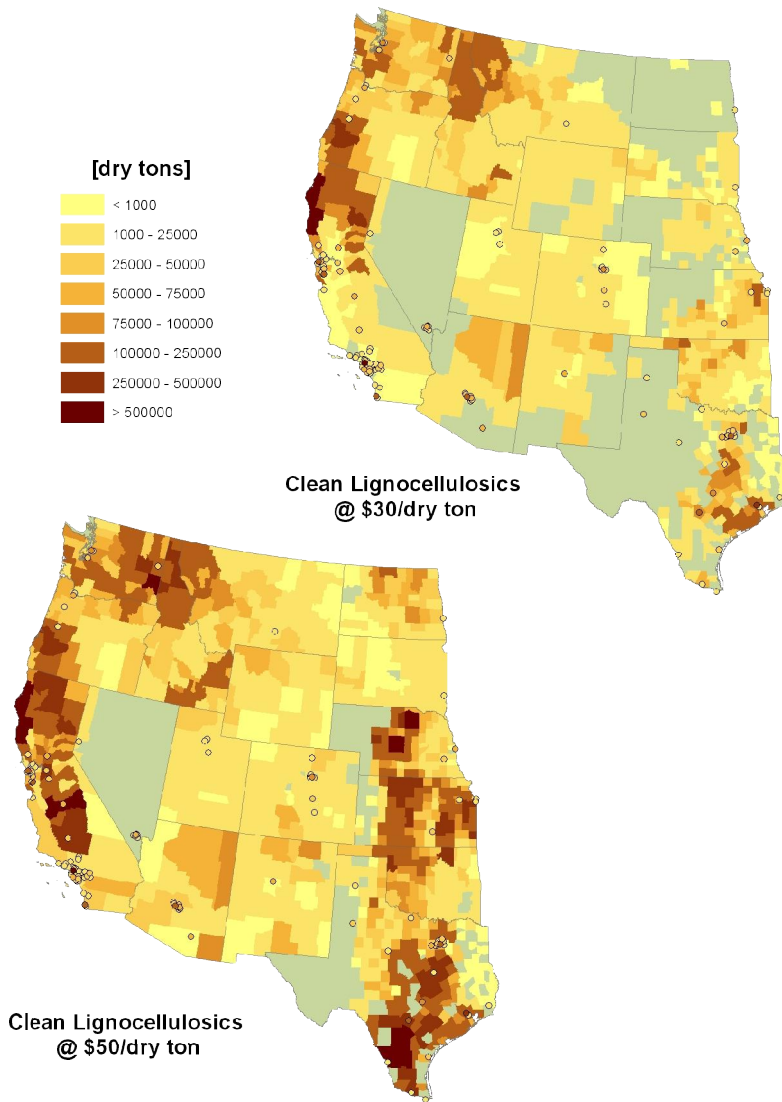 [dry tons]
< 1000
1000 - 25000
25000 - 50000
50000 - 75000
75000 - 100000
100000 - 250000
250000 - 500000
> 500000
Clean Lignocellulosics
@ $30/dry ton
Clean Lignocellulosics
@ $50/dry ton